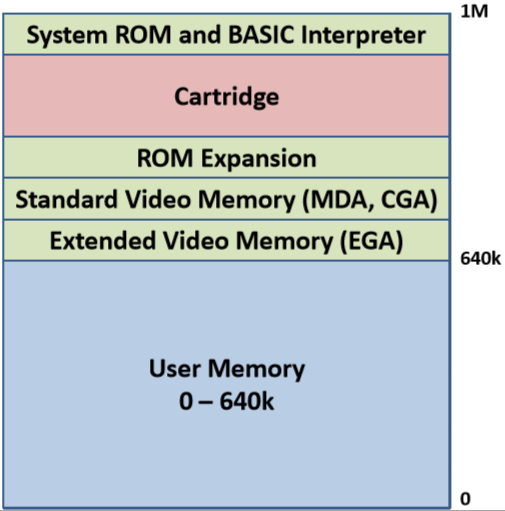 1M
System ROM and BASIC Interpreter
Cartridge
ROM Expansion
Standard Video Memory (MDA, CGA)
Extended Video Memory (EGA)
640k
User Memory
0 – 640k
0